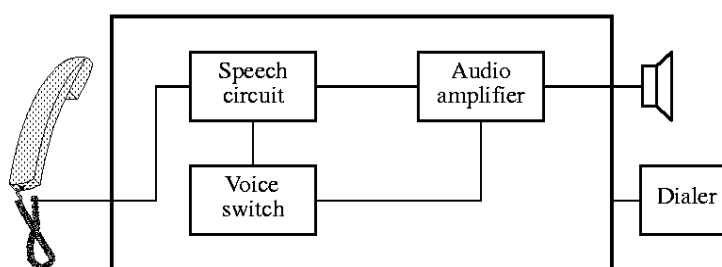 Speech
circuit
Audio
amplifier
Voice
switch
Dialer